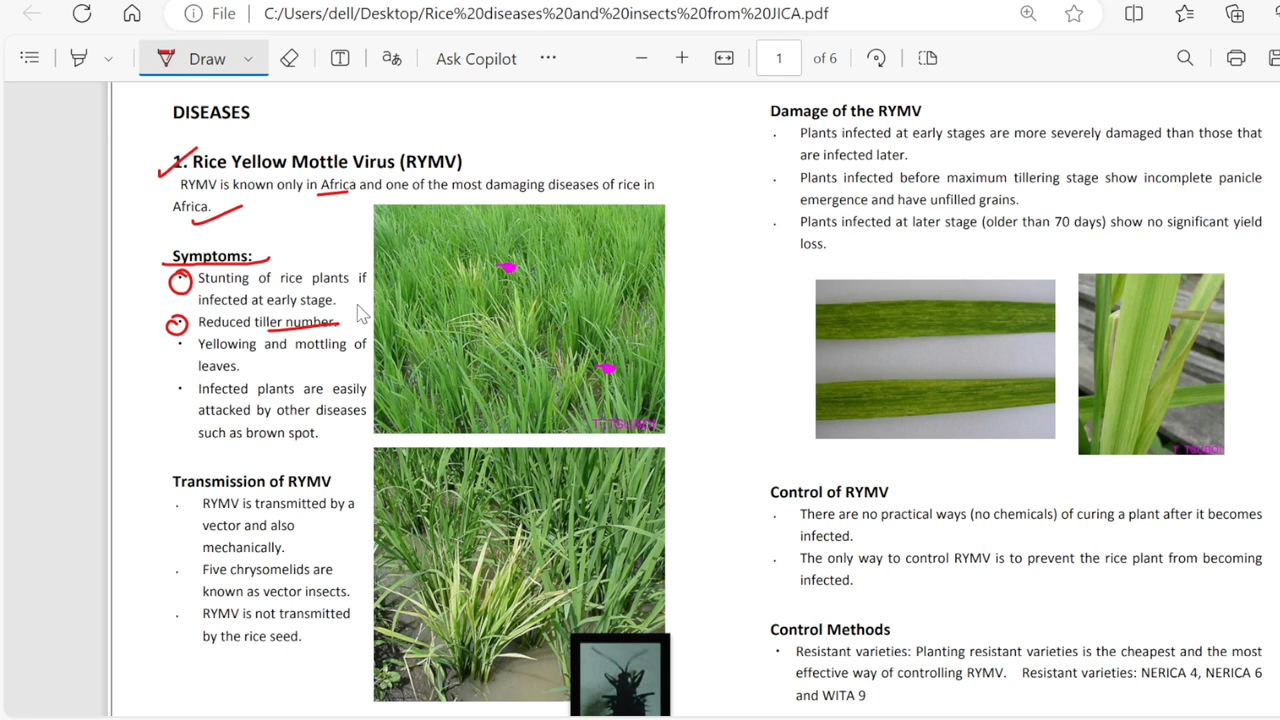 File
C:/Users/dell/Desktop/Rice%20diseases%20and%20insects%20from%20JICA.pdf
Draw
Ask Copilot
1
of 6
DISEASES
1. Rice Yellow Mottle Virus (RYMV)
RYMV is known only in Africa and one of the most damaging diseases of rice in
Africa.
Symptoms:
· Stunting of rice plants if
infected at early stage.
· Reduced tiller number.
· Yellowing and mottling of
leaves.
· Infected plants are easily
attacked by other diseases
such as brown spot.
Transmission of RYMV
. RYMV is transmitted by a
vector and also
mechanically.
. Five chrysomelids are
known as vector insects.
. RYMV is not transmitted
by the rice seed.
Damage of the RYMV
. Plants infected at early stages are more severely damaged than those that
are infected later.
. Plants infected before maximum tillering stage show incomplete panicle
emergence and have unfilled grains.
. Plants infected at later stage (older than 70 days) show no significant yield
loss.
Control of RYMV
. There are no practical ways (no chemicals) of curing a plant after it becomes
infected.
. The only way to control RYMV is to prevent the rice plant from becoming
infected.
Control Methods
· Resistant varieties: Planting resistant varieties is the cheapest and the most
effective way of controlling RYMV. Resistant varieties: NERICA 4, NERICA 6
and WITA 9